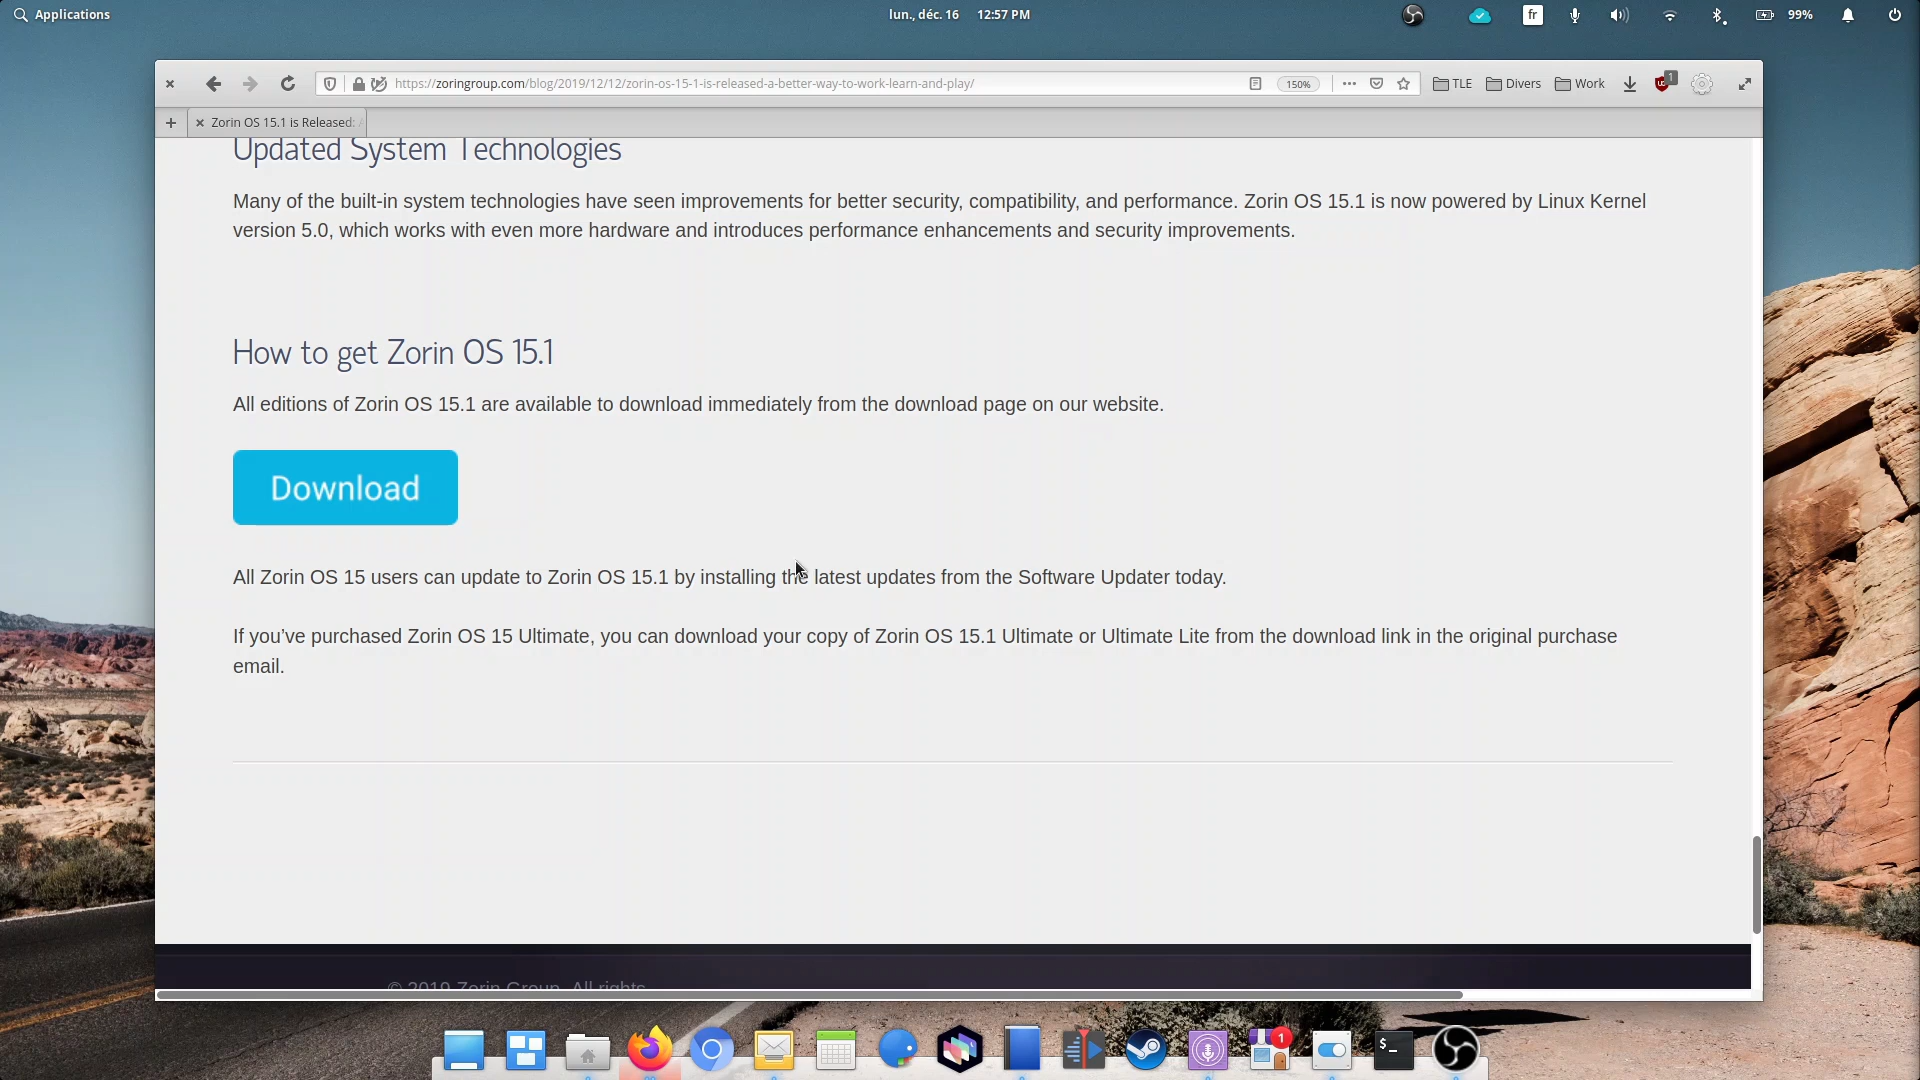 Applications
lun., déc. 16 12:57 PM
fr
99%
https://zoringroup.com/blog/2019/12/12/zorin-os-15-1-is-released-a-better-way-to-work-learn-and-play/
150%
TLE
Divers
Work
1
Zorin OS 15.1 is Released:
Updated System Technologies
Many of the built-in system technologies have seen improvements for better security, compatibility, and performance. Zorin OS 15.1 is now powered by Linux Kernel
version 5.0, which works with even more hardware and introduces performance enhancements and security improvements.
How to get Zorin OS 15.1
All editions of Zorin OS 15.1 are available to download immediately from the download page on our website.
Download
All Zorin OS 15 users can update to Zorin OS 15.1 by installing the latest updates from the Software Updater today.
If you’ve purchased Zorin OS 15 Ultimate, you can download your copy of Zorin OS 15.1 Ultimate or Ultimate Lite from the download link in the original purchase
email.
© 2019 Zorin Group. All rights
1
$_